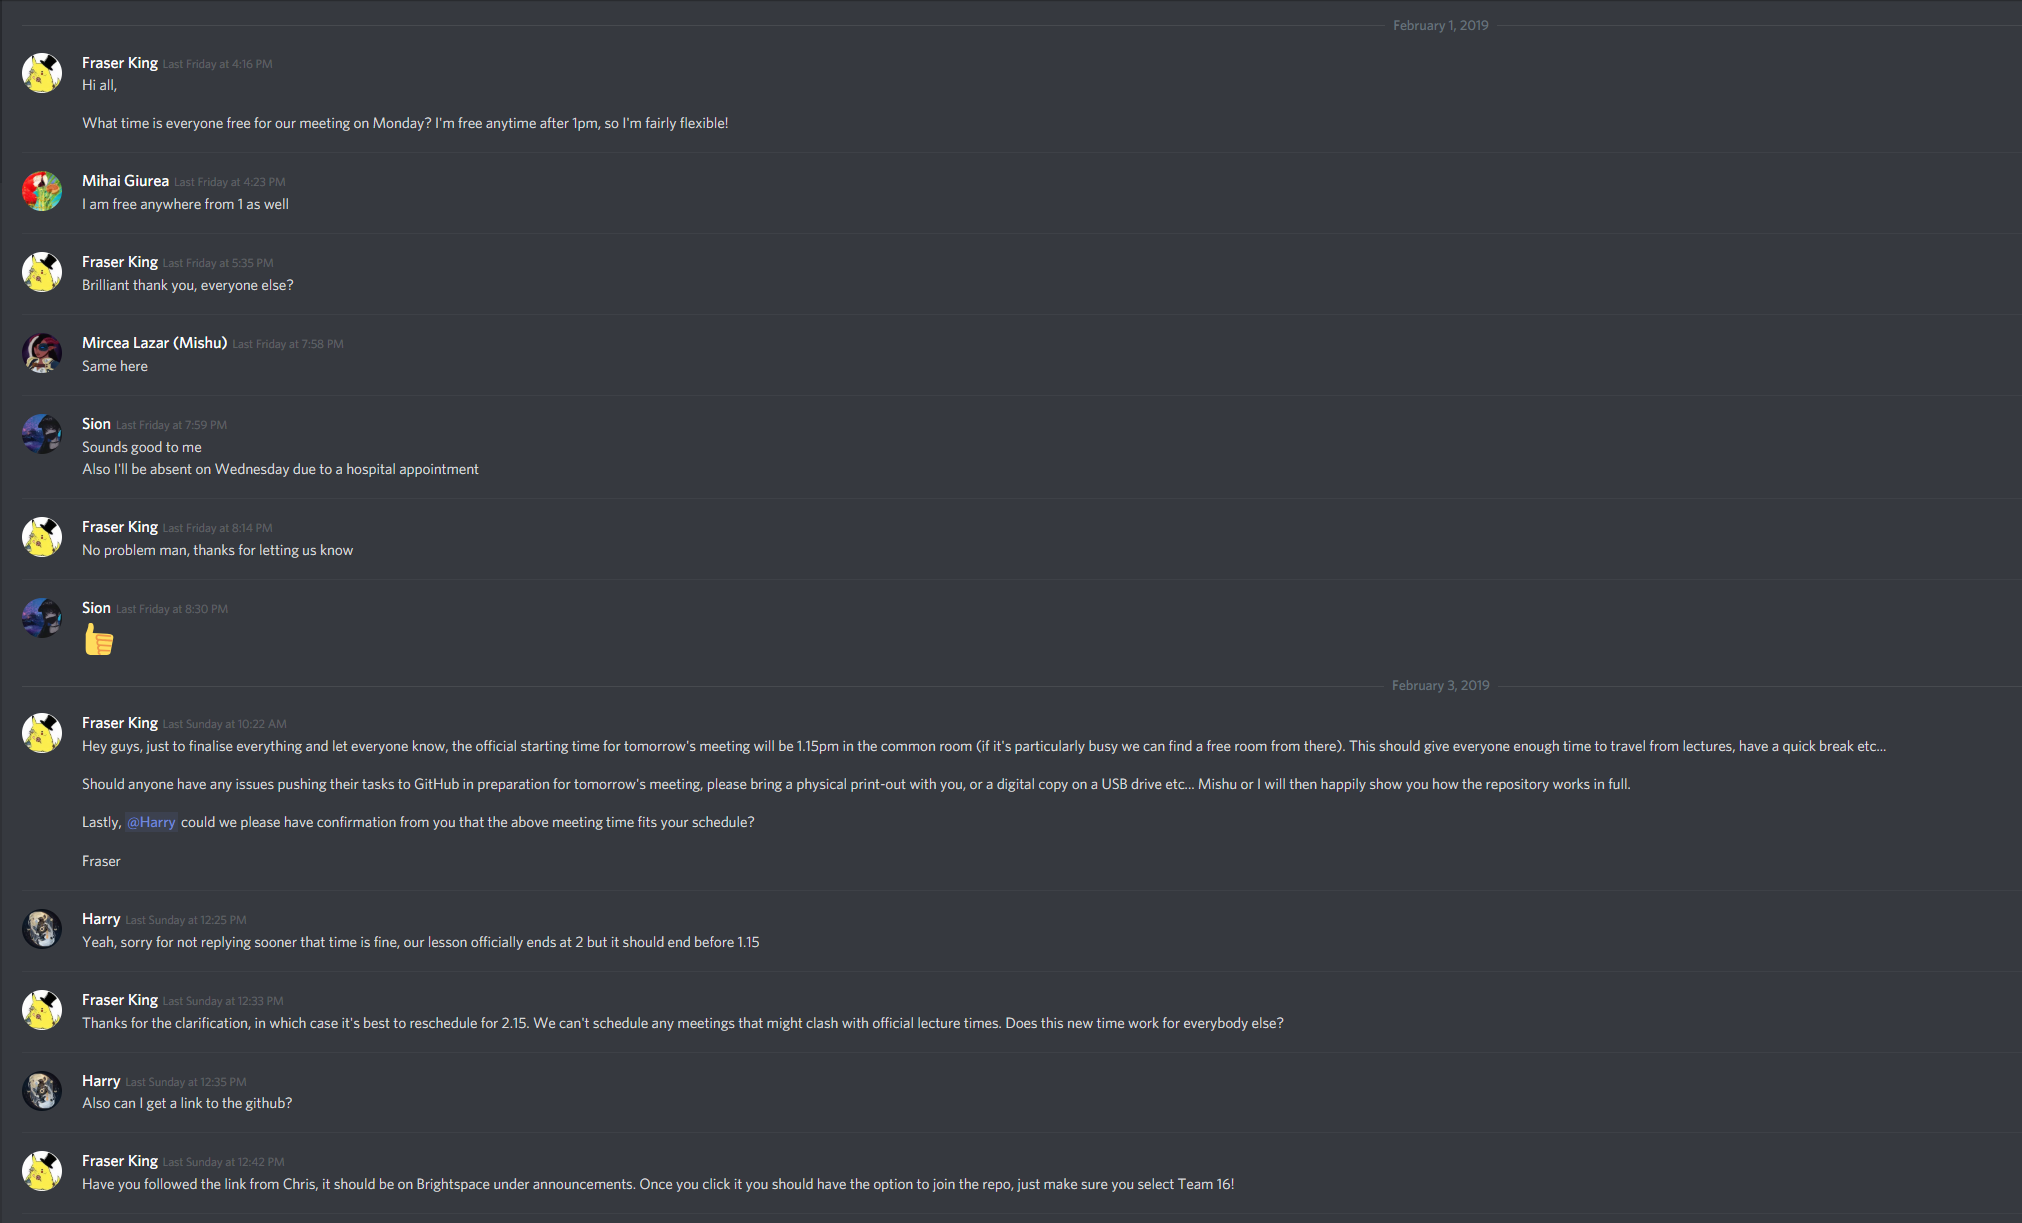 February 1, 2019
Fraser King Last Friday at 4:16 PM
Hi all,
What time is everyone free for our meeting on Monday? I'm free anytime after 1pm, so I'm fairly flexible!
Mihai Giurea Last Friday at 4:23 PM
I am free anywhere from 1 as well
Fraser King Last Friday at 5:35 PM
Brilliant thank you, everyone else?
Mircea Lazar (Mishu) Last Friday at 7:58 PM
Same here
Sion Last Friday at 7:59 PM
Sounds good to me
Also I'll be absent on Wednesday due to a hospital appointment
Fraser King Last Friday at 8:14 PM
No problem man, thanks for letting us know
Sion Last Friday at 8:30 PM
February 3, 2019
Fraser King Last Sunday at 10:22 AM
Hey guys, just to finalise everything and let everyone know, the official starting time for tomorrow's meeting will be 1.15pm in the common room (if it's particularly busy we can find a free room from there). This should give everyone enough time to travel from lectures, have a quick break etc...
Should anyone have any issues pushing their tasks to GitHub in preparation for tomorrow's meeting, please bring a physical print-out with you, or a digital copy on a USB drive etc... Mishu or I will then happily show you how the repository works in full.
Lastly, @Harry could we please have confirmation from you that the above meeting time fits your schedule?
Fraser
Harry Last Sunday at 12:25 PM
Yeah, sorry for not replying sooner that time is fine, our lesson officially ends at 2 but it should end before 1.15
Fraser King Last Sunday at 12:33 PM
Thanks for the clarification, in which case it's best to reschedule for 2.15. We can't schedule any meetings that might clash with official lecture times. Does this new time work for everybody else?
Harry Last Sunday at 12:35 PM
Also can I get a link to the github?
Fraser King Last Sunday at 12:42 PM
Have you followed the link from Chris, it should be on Brightspace under announcements. Once you click it you should have the option to join the repo, just make sure you select Team 16!